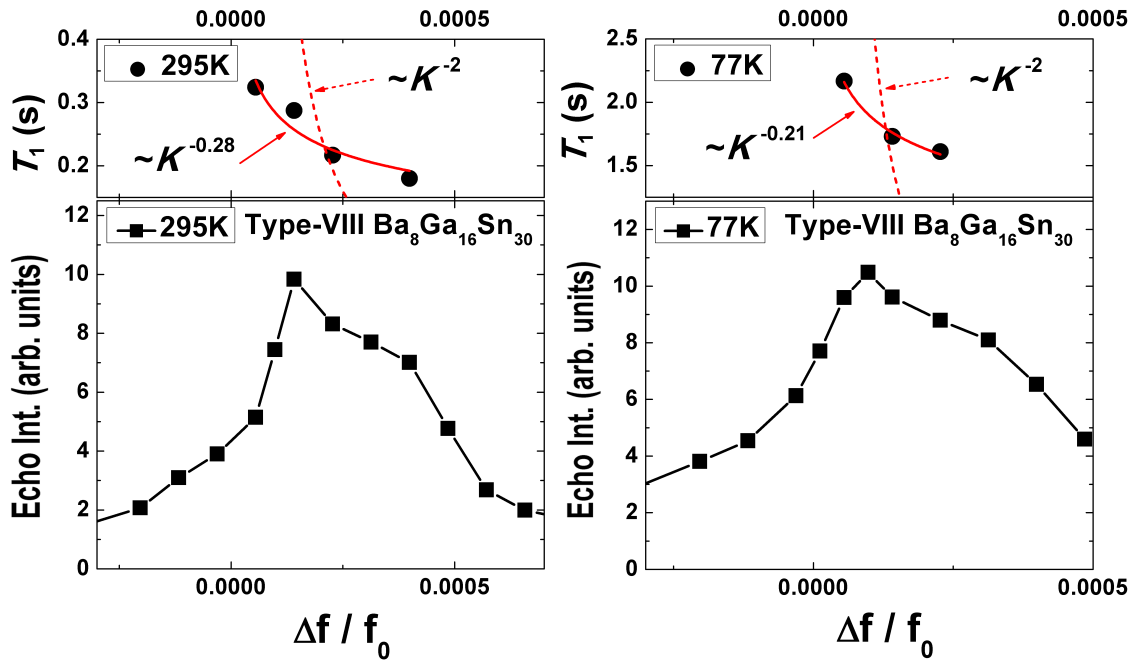 0.0000 0.0005
0.4
0.3
0.2
T₁ (s)
295K
~K⁻²
~K⁻⁰·²⁸
12
10
8
6
4
2
0
Echo Int. (arb. units)
295K
Type-VIII Ba₈Ga₁₆Sn₃₀
0.0000 0.0005
Δf / f₀
0.0000 0.0005
2.5
2.0
1.5
T₁ (s)
77K
~K⁻²
~K⁻⁰·²¹
12
10
8
6
4
2
0
Echo Int. (arb. units)
77K
Type-VIII Ba₈Ga₁₆Sn₃₀
0.0000 0.0005
Δf / f₀